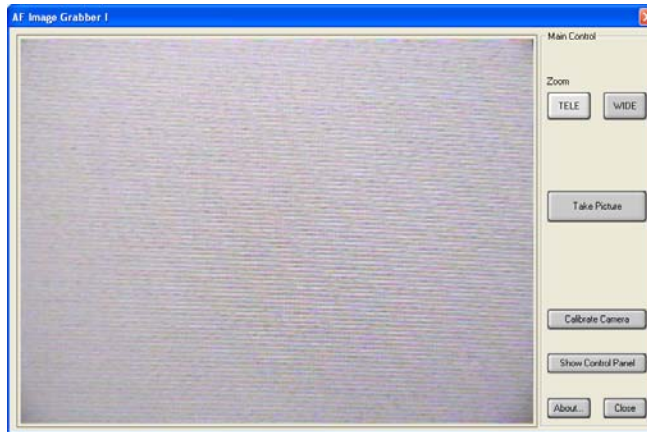 AF Image Grabber I
Main Control
Zoom
TELE
WIDE
Take Picture
Calibrate Camera
Show Control Panel
About...
Close